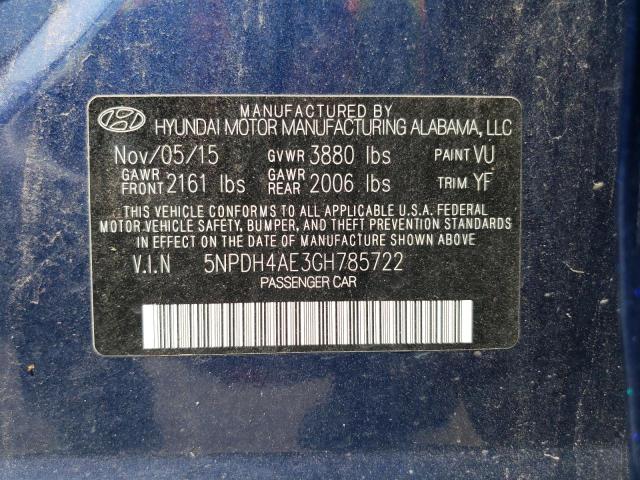 MANUFACTURED BY
HYUNDAI MOTOR MANUFACTURING ALABAMA, LLC
Nov/05/15 GVWR 3880 lbs PAINT VU
GAWR FRONT 2161 lbs GAWR REAR 2006 lbs TRIM YF
THIS VEHICLE CONFORMS TO ALL APPLICABLE U.S.A. FEDERAL
MOTOR VEHICLE SAFETY, BUMPER, AND THEFT PREVENTION STANDARDS
IN EFFECT ON THE DATE OF MANUFACTURE SHOWN ABOVE
V.I.N 5NPDH4AE3GH785722
PASSENGER CAR